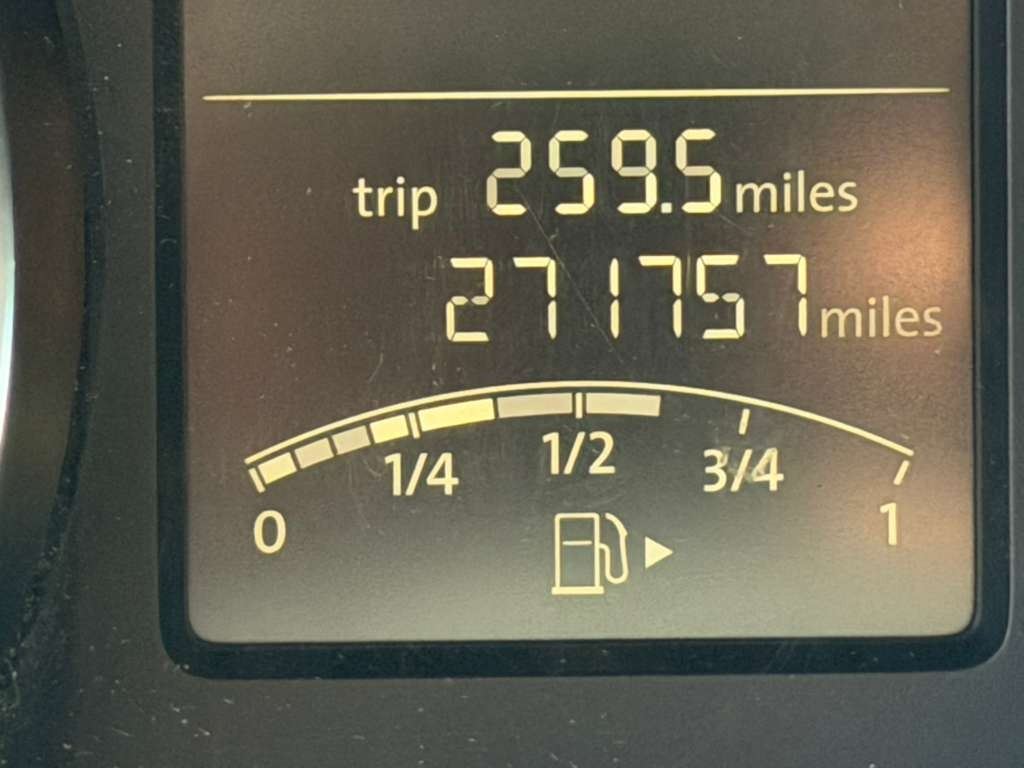 trip 259.5 miles
271757 miles
0 1/4 1/2 3/4 1